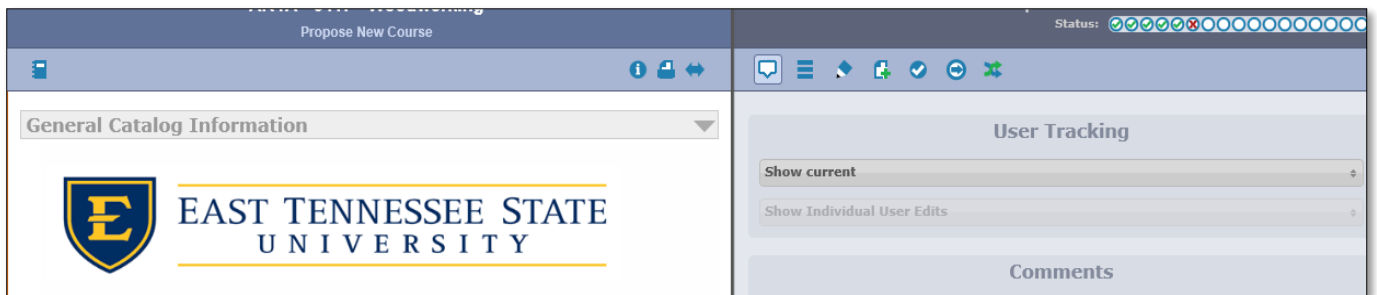 Propose New Course
Status:
General Catalog Information
E
EAST TENNESSEE STATE
UNIVERSITY
User Tracking
Show current
Show Individual User Edits
Comments